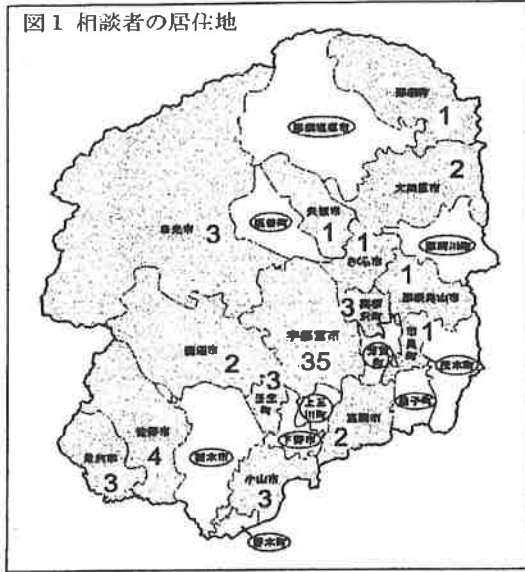 図1 相談者の居住地
那須町
1
那須塩原市
大田原市
2
矢板市
1
塩谷町
日光市
3
1
さくら市
那珂川町
1
那須烏山市
3
高根沢町
宇都宮市
35
市貝町
1
芳賀町
茂木町
鹿沼市
2
3
壬生町
上三川町
真岡市
2
益子町
下野市
佐野市
4
栃木市
足利市
3
小山市
3
野木町